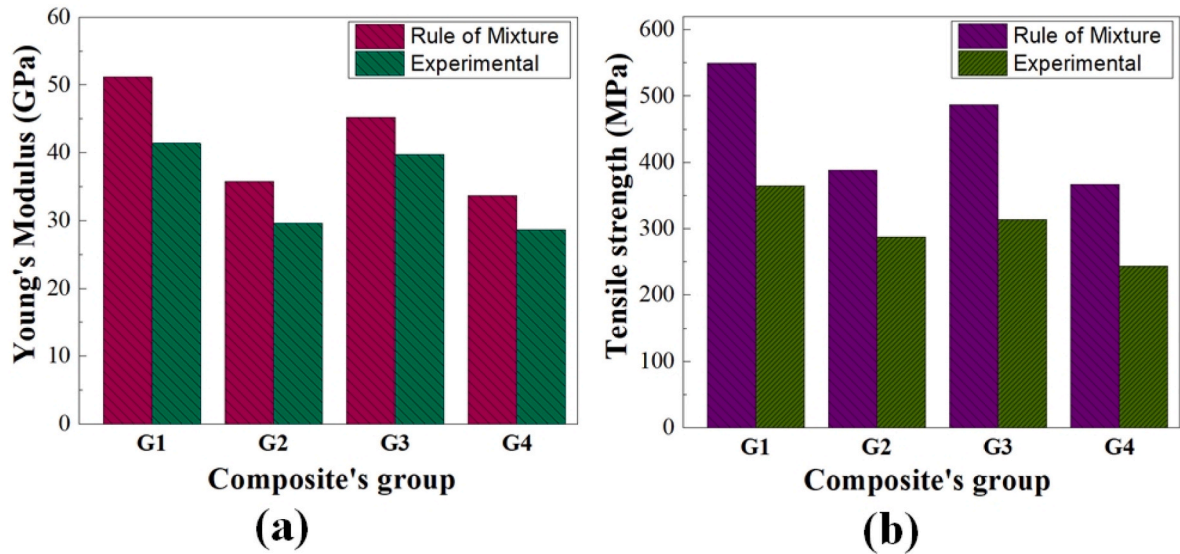 60
50
40
30
20
10
0
Young's Modulus (GPa)
Rule of Mixture
Experimental
G1 G2 G3 G4
Composite's group
(a)
600
500
400
300
200
100
0
Tensile strength (MPa)
Rule of Mixture
Experimental
G1 G2 G3 G4
Composite's group
(b)